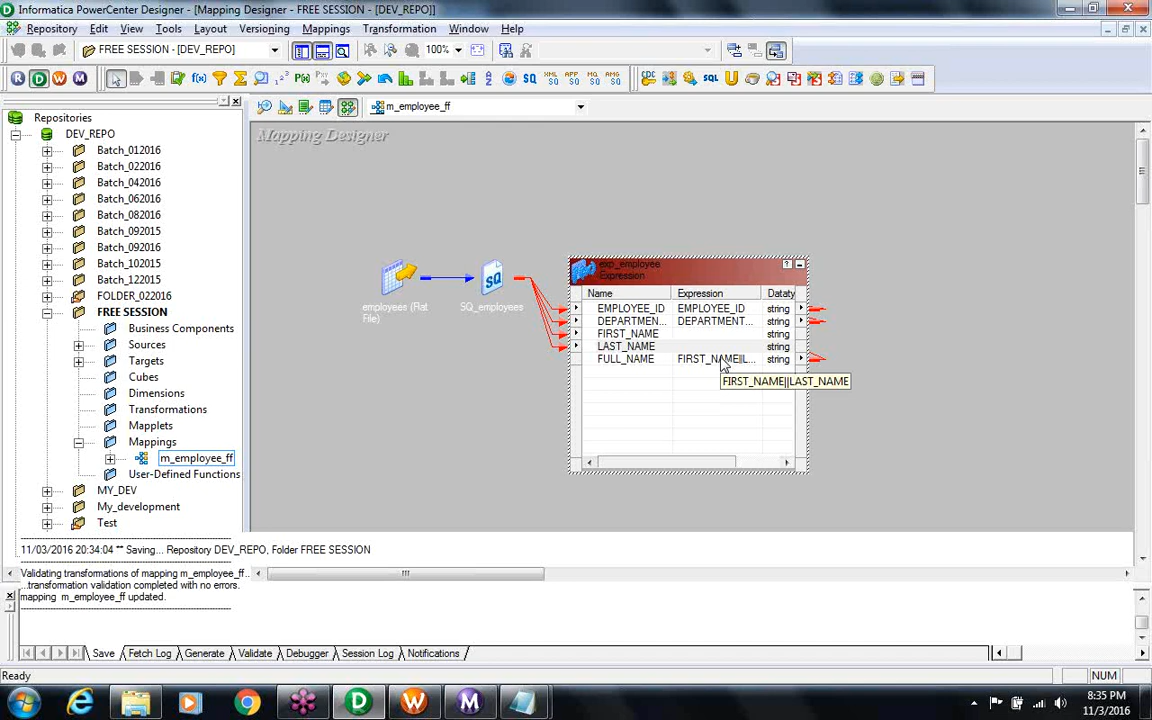 Informatica PowerCenter Designer - [Mapping Designer - FREE SESSION - [DEV_REPO]]
Repository Edit View Tools Layout Versioning Mappings Transformation Window Help
FREE SESSION - [DEV_REPO]
100%
m_employee_ff
Repositories
DEV_REPO
Batch_012016
Batch_022016
Batch_042016
Batch_062016
Batch_082016
Batch_092015
Batch_092016
Batch_102015
Batch_122015
FOLDER_022016
FREE SESSION
Business Components
Sources
Targets
Cubes
Dimensions
Transformations
Mapplets
Mappings
m_employee_ff
User-Defined Functions
MY_DEV
My_development
Test
Mapping Designer
employees (Flat
File)
SQ
SQ_employees
exp_employee
Expression
Name Expression Dataty
EMPLOYEE_ID EMPLOYEE_ID string
DEPARTMEN... DEPARTMENT... string
FIRST_NAME string
LAST_NAME string
FULL_NAME FIRST_NAME||L... string
FIRST_NAME||LAST_NAME
11/03/2016 20:34:04 ** Saving... Repository DEV_REPO, Folder FREE SESSION
Validating transformations of mapping m_employee_ff...
...transformation validation completed with no errors.
mapping m_employee_ff updated.
Save Fetch Log Generate Validate Debugger Session Log Notifications
Ready
NUM
8:35 PM
11/3/2016